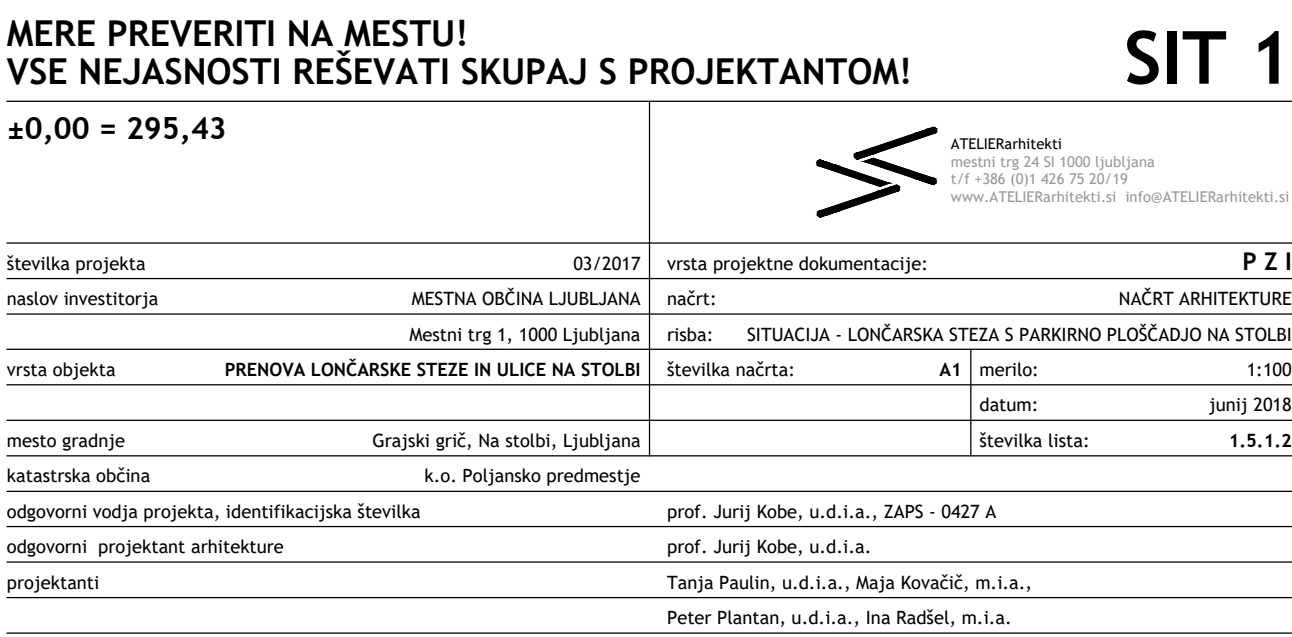 MERE PREVERITI NA MESTU!
VSE NEJASNOSTI REŠEVATI SKUPAJ S PROJEKTANTOM!
SIT 1
±0,00 = 295,43
ATELIERarhitekti
mestni trg 24 SI 1000 ljubljana
t/f +386 (0)1 426 75 20/19
www.ATELIERarhitekti.si info@ATELIERarhitekti.si
številka projekta 03/2017 vrsta projektne dokumentacije: P Z I
naslov investitorja MESTNA OBČINA LJUBLJANA načrt: NAČRT ARHITEKTURE
Mestni trg 1, 1000 Ljubljana risba: SITUACIJA - LONČARSKA STEZA S PARKIRNO PLOŠČADJO NA STOLBI
vrsta objekta PRENOVA LONČARSKE STEZE IN ULICE NA STOLBI številka načrta: A1 merilo: 1:100
datum: junij 2018
mesto gradnje Grajski grič, Na stolbi, Ljubljana številka lista: 1.5.1.2
katastrska občina k.o. Poljansko predmestje
odgovorni vodja projekta, identifikacijska številka prof. Jurij Kobe, u.d.i.a., ZAPS - 0427 A
odgovorni projektant arhitekture prof. Jurij Kobe, u.d.i.a.
projektanti Tanja Paulin, u.d.i.a., Maja Kovačič, m.i.a.,
Peter Plantan, u.d.i.a., Ina Radšel, m.i.a.